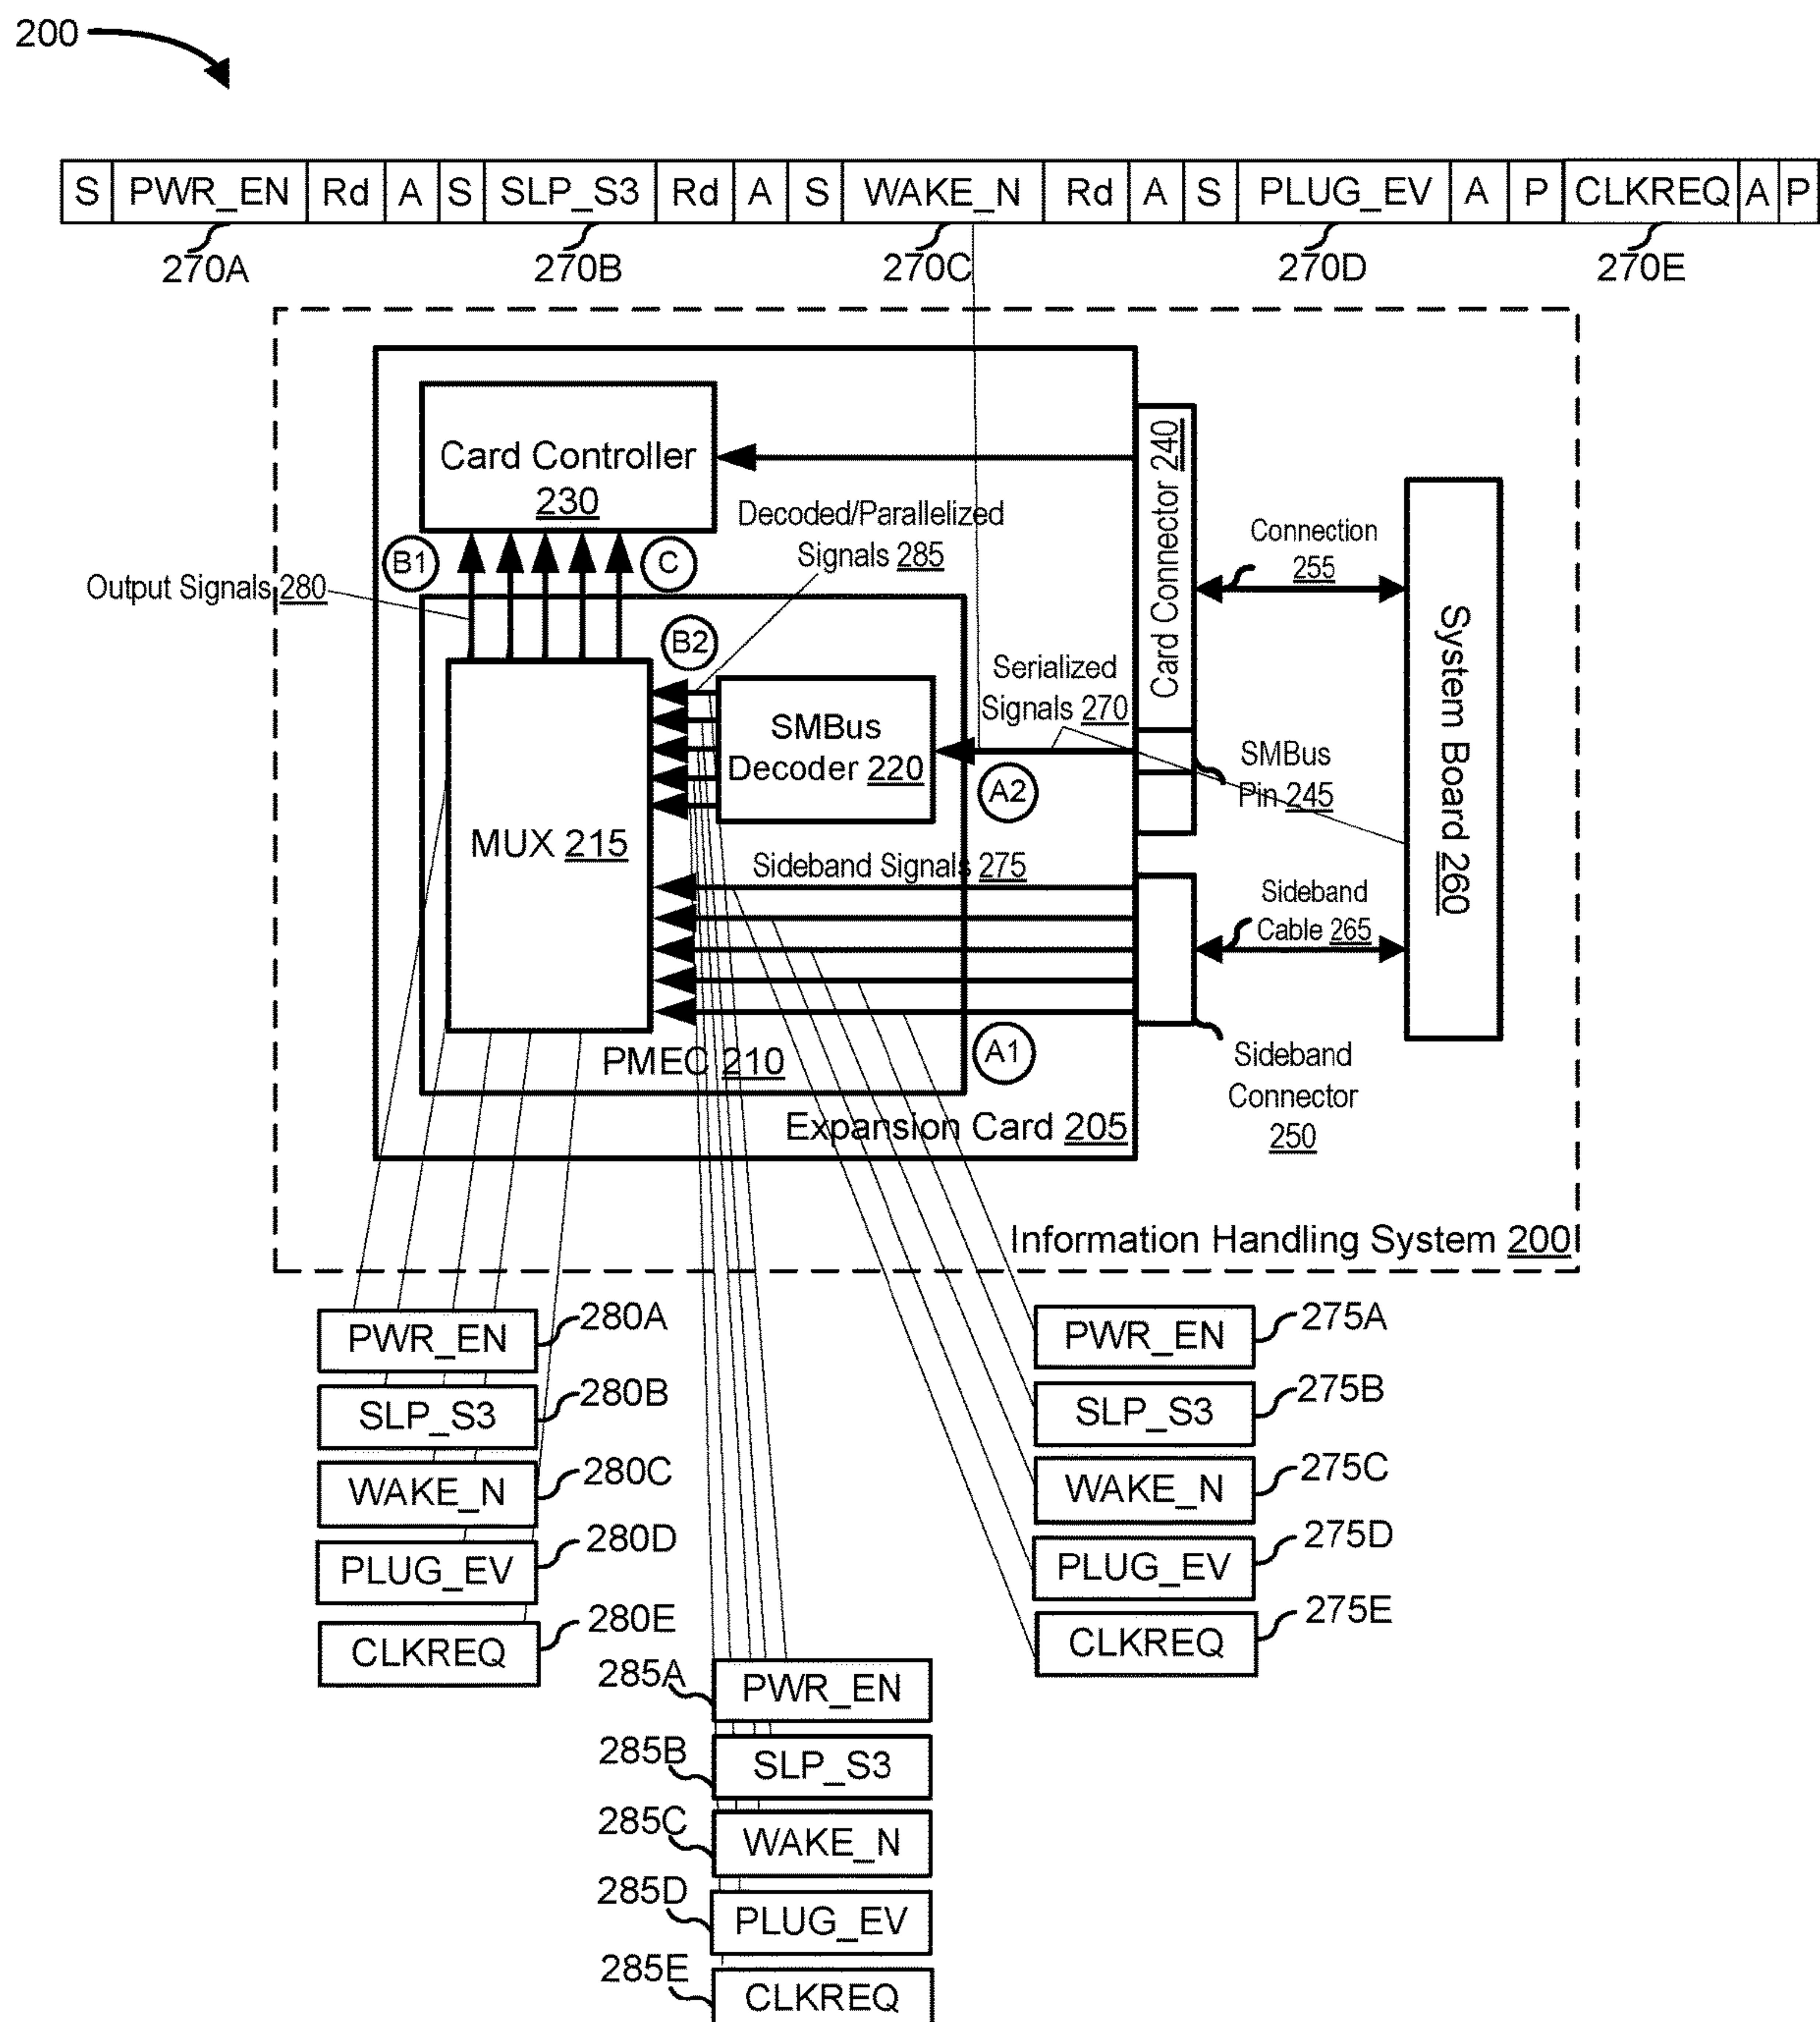 200
S PWR_EN Rd A S SLP_S3 Rd A S WAKE_N Rd A S PLUG_EV A P CLKREQ A P
270A 270B 270C 270D 270E
Card Controller
230
Card Connector 240
Decoded/Parallelized
Signals 285
Connection
255
B1
C
Output Signals 280
B2
System Board 260
SMBus
Decoder 220
Serialized
Signals 270
A2
SMBus
Pin 245
MUX 215
Sideband Signals 275
Sideband
Cable 265
PMEC 210
A1
Sideband
Connector
250
Expansion Card 205
Information Handling System 200
PWR_EN 280A
SLP_S3 280B
WAKE_N 280C
PLUG_EV 280D
CLKREQ 280E
PWR_EN 275A
SLP_S3 275B
WAKE_N 275C
PLUG_EV 275D
CLKREQ 275E
285A PWR_EN
285B SLP_S3
285C WAKE_N
285D PLUG_EV
285E CLKREQ